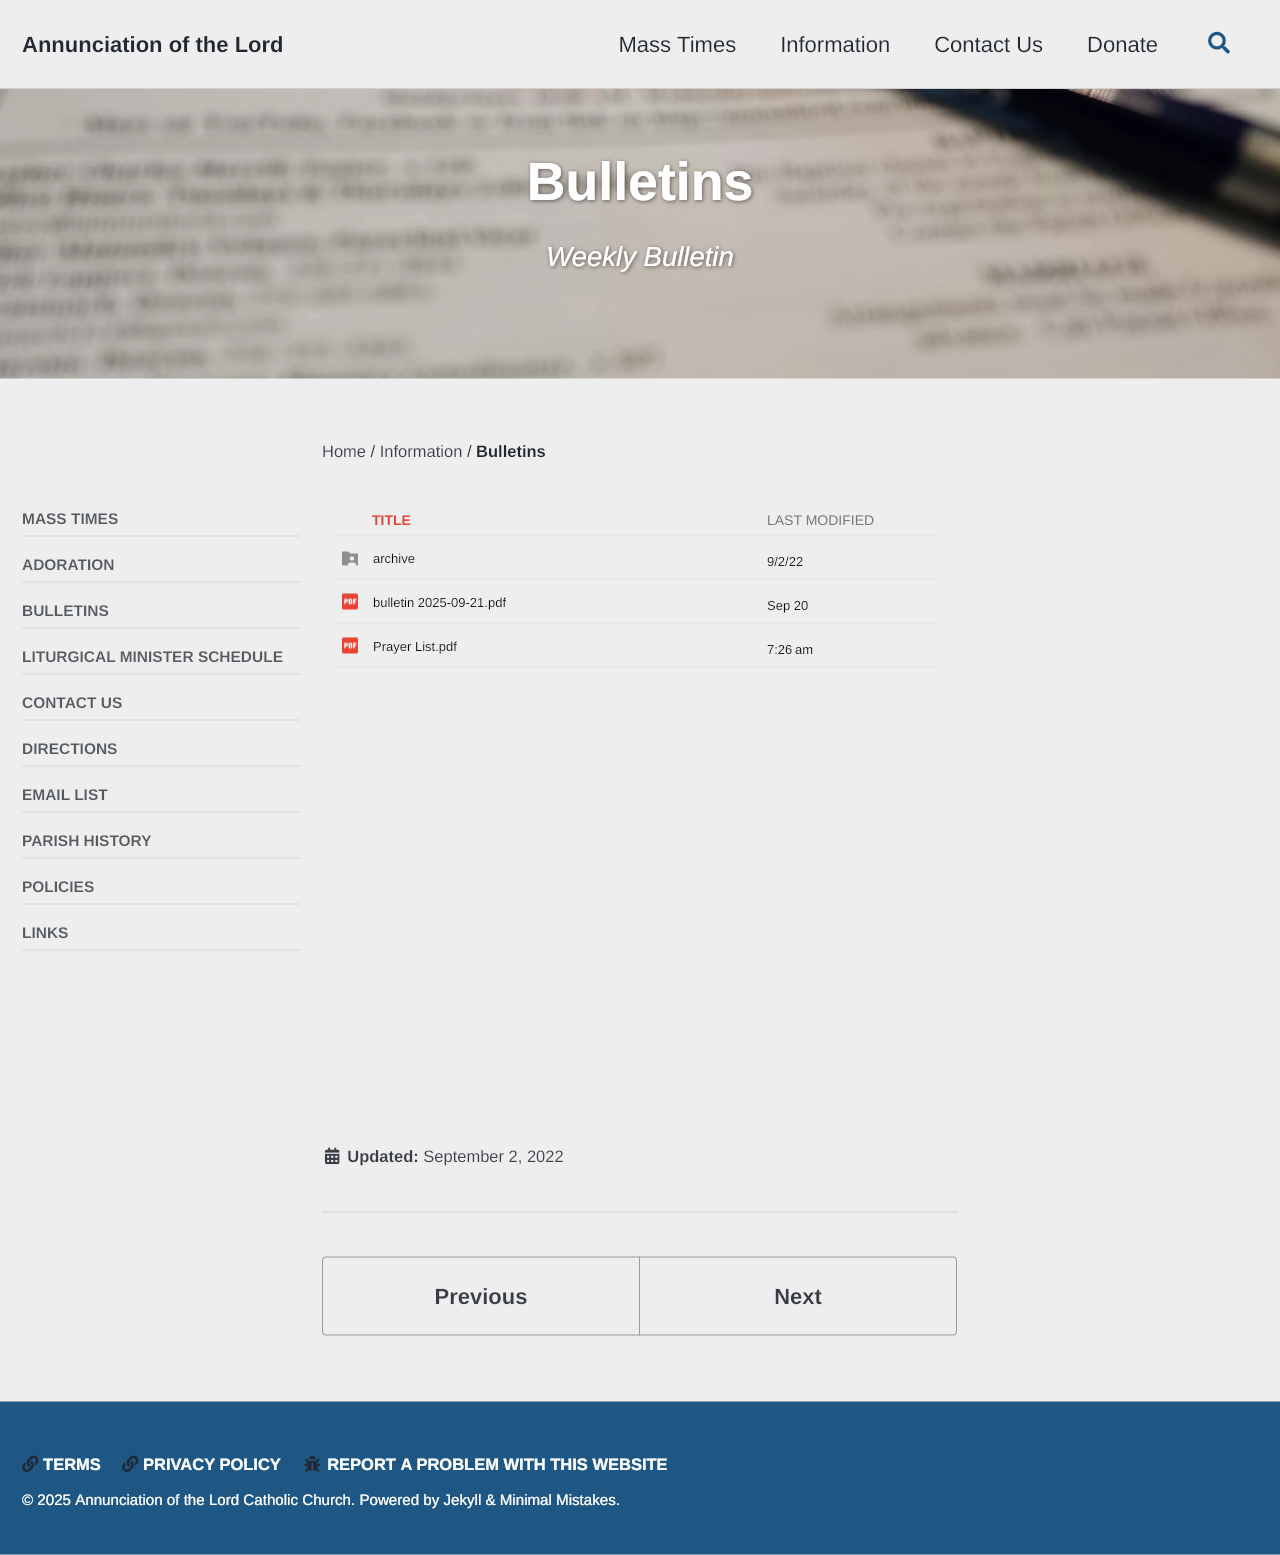 Annunciation of the Lord
Mass Times Information Contact Us Donate
Bulletins
Weekly Bulletin
Home / Information / Bulletins
MASS TIMES
ADORATION
BULLETINS
LITURGICAL MINISTER SCHEDULE
CONTACT US
DIRECTIONS
EMAIL LIST
PARISH HISTORY
POLICIES
LINKS
TITLE LAST MODIFIED
archive 9/2/22
PDF bulletin 2025-09-21.pdf Sep 20
PDF Prayer List.pdf 7:26 am
Updated: September 2, 2022
Previous Next
TERMS PRIVACY POLICY REPORT A PROBLEM WITH THIS WEBSITE
© 2025 Annunciation of the Lord Catholic Church. Powered by Jekyll & Minimal Mistakes.